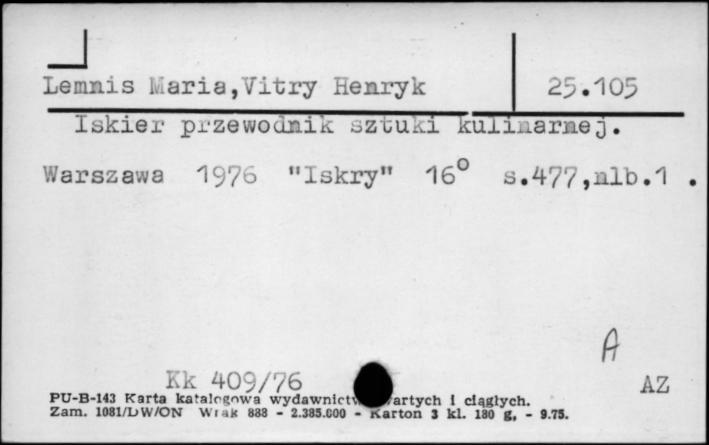 Lemnis Maria,Vitry Henryk 25.105
Iskier przewodnik sztuki kulinarnej.
Warszawa 1976 "Iskry" 16° s.477,nlb.1 .
A
Kk 409/76 AZ
PU-B-143 Karta katalogowa wydawnictw zwartych i ciągłych.
Zam. 1081/DW/ON Wrak 888 - 2.385.000 - Karton 3 kl. 180 g, - 9.75.